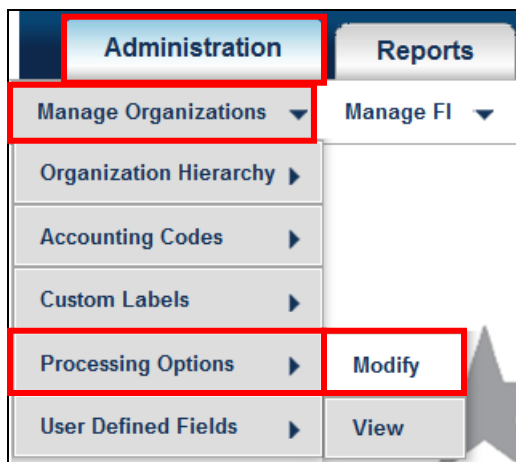 Administration Reports
Manage Organizations Manage FI
Organization Hierarchy
Accounting Codes
Custom Labels
Processing Options Modify
User Defined Fields View